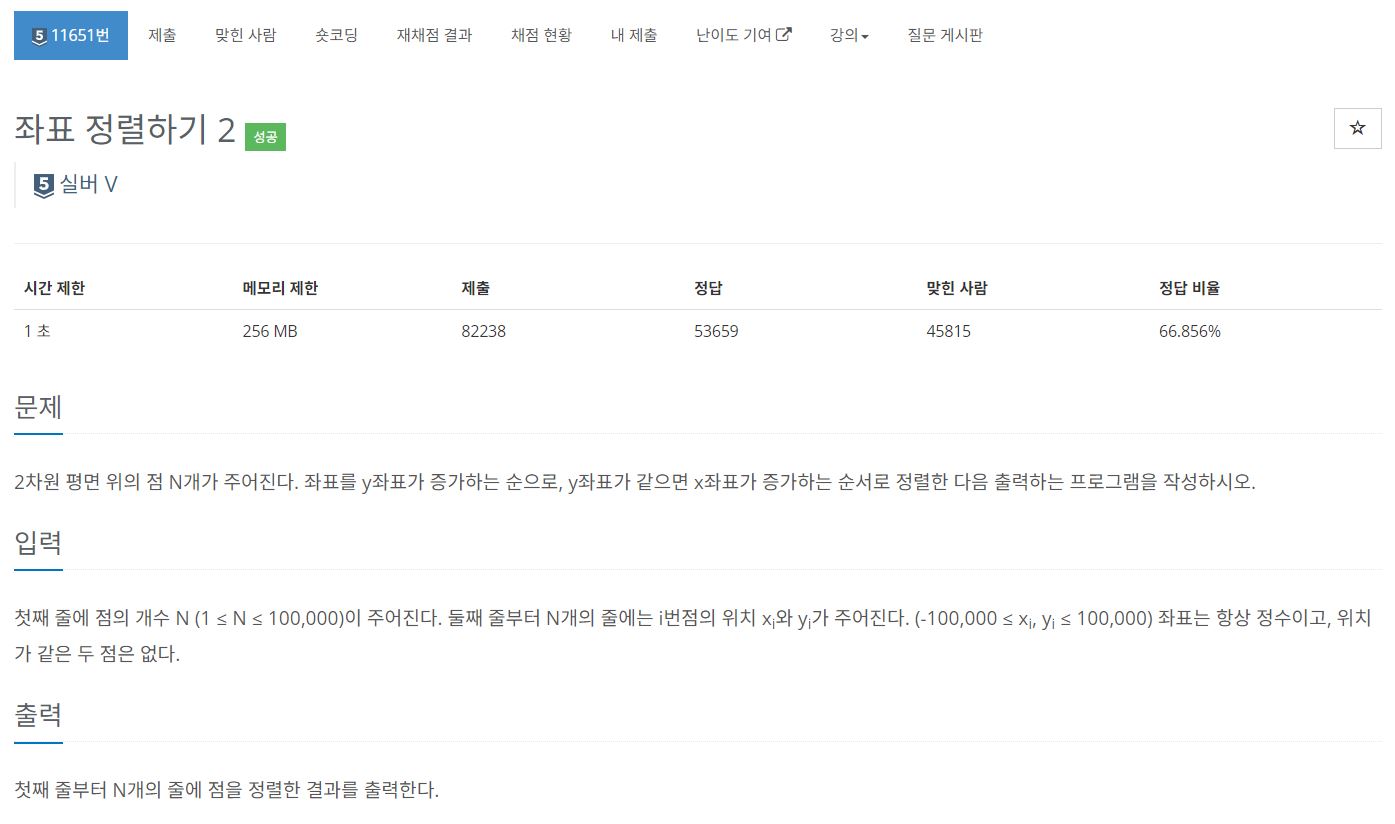 5 11651번 제출 맞힌 사람 숏코딩 재채점 결과 채점 현황 내 제출 난이도 기여 강의 질문 게시판
좌표 정렬하기 2 성공
5 실버 V
시간 제한 메모리 제한 제출 정답 맞힌 사람 정답 비율
1 초 256 MB 82238 53659 45815 66.856%
문제
2차원 평면 위의 점 N개가 주어진다. 좌표를 y좌표가 증가하는 순으로, y좌표가 같으면 x좌표가 증가하는 순서로 정렬한 다음 출력하는 프로그램을 작성하시오.
입력
첫째 줄에 점의 개수 N (1 ≤ N ≤ 100,000)이 주어진다. 둘째 줄부터 N개의 줄에는 i번점의 위치 xi와 yi가 주어진다. (-100,000 ≤ xi, yi ≤ 100,000) 좌표는 항상 정수이고, 위치
가 같은 두 점은 없다.
출력
첫째 줄부터 N개의 줄에 점을 정렬한 결과를 출력한다.